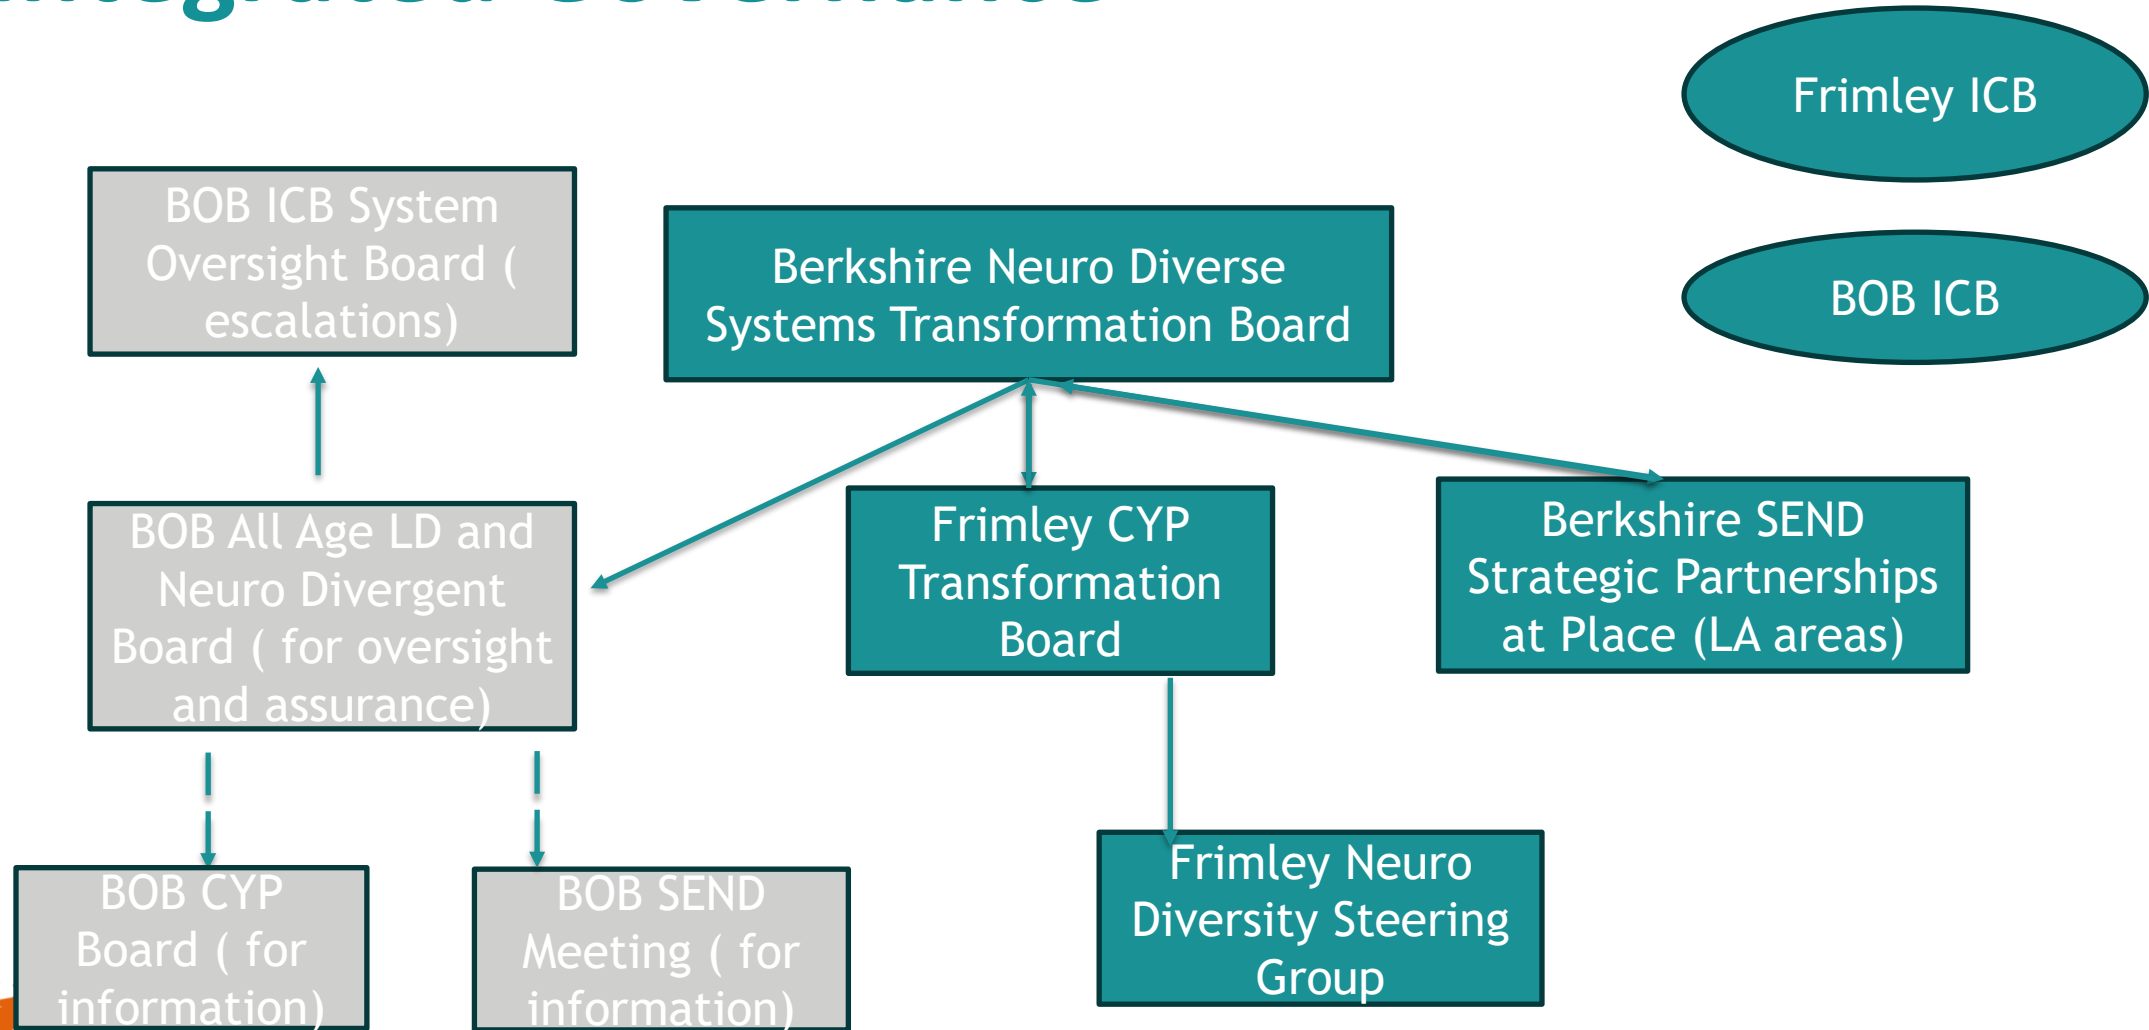 Integrated Governance
Frimley ICB
BOB ICB
BOB ICB System
Oversight Board (
escalations)
Berkshire Neuro Diverse
Systems Transformation Board
BOB All Age LD and
Neuro Divergent
Board ( for oversight
and assurance)
Frimley CYP
Transformation
Board
Berkshire SEND
Strategic Partnerships
at Place (LA areas)
BOB CYP
Board ( for
information)
BOB SEND
Meeting ( for
information)
Frimley Neuro
Diversity Steering
Group